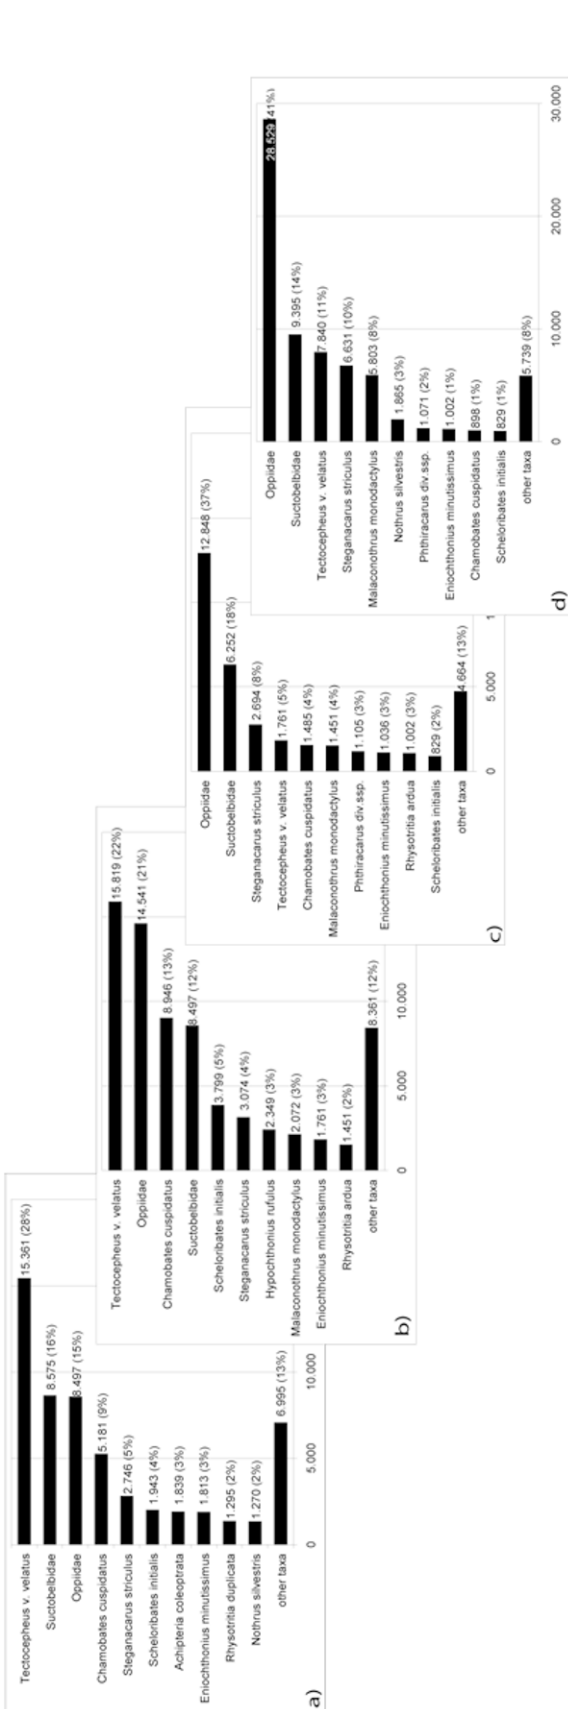 Tectocepheus v. velatus 15.361 (28%)
Suctobelbidae 8.575 (16%)
Oppiidae 8.497 (15%)
Chamobates cuspidatus 5.181 (9%)
Steganacarus striculus 2.746 (5%)
Scheloribates initialis 1.943 (4%)
Achipteria coleoptrata 1.839 (3%)
Eniochthonius minutissimus 1.813 (3%)
Rhysotritia duplicata 1.295 (2%)
Nothrus silvestris 1.270 (2%)
other taxa 6.995 (13%)
0 5.000 10.000
a)
Tectocepheus v. velatus 15.819 (22%)
Oppiidae 14.541 (21%)
Chamobates cuspidatus 8.946 (13%)
Suctobelbidae 8.497 (12%)
Scheloribates initialis 3.799 (5%)
Steganacarus striculus 3.074 (4%)
Hypochthonius rufulus 2.349 (3%)
Malaconothrus monodactylus 2.072 (3%)
Eniochthonius minutissimus 1.761 (3%)
Rhysotritia ardua 1.451 (2%)
other taxa 8.361 (12%)
0 5.000 10.000
b)
Oppiidae 12.848 (37%)
Suctobelbidae 6.252 (18%)
Steganacarus striculus 2.694 (8%)
Tectocepheus v. velatus 1.761 (5%)
Chamobates cuspidatus 1.485 (4%)
Malaconothrus monodactylus 1.451 (4%)
Phthiracarus div.ssp. 1.105 (3%)
Eniochthonius minutissimus 1.036 (3%)
Rhysotritia ardua 1.002 (3%)
Scheloribates initialis 829 (2%)
other taxa 4.664 (13%)
0 5.000 1
c)
Oppiidae 28.529 (41%)
Suctobelbidae 9.395 (14%)
Tectocepheus v. velatus 7.840 (11%)
Steganacarus striculus 6.631 (10%)
Malaconothrus monodactylus 5.803 (8%)
Nothrus silvestris 1.865 (3%)
Phthiracarus div.ssp. 1.071 (2%)
Eniochthonius minutissimus 1.002 (1%)
Chamobates cuspidatus 898 (1%)
Scheloribates initialis 829 (1%)
other taxa 5.739 (8%)
0 10.000 20.000 30.000
d)